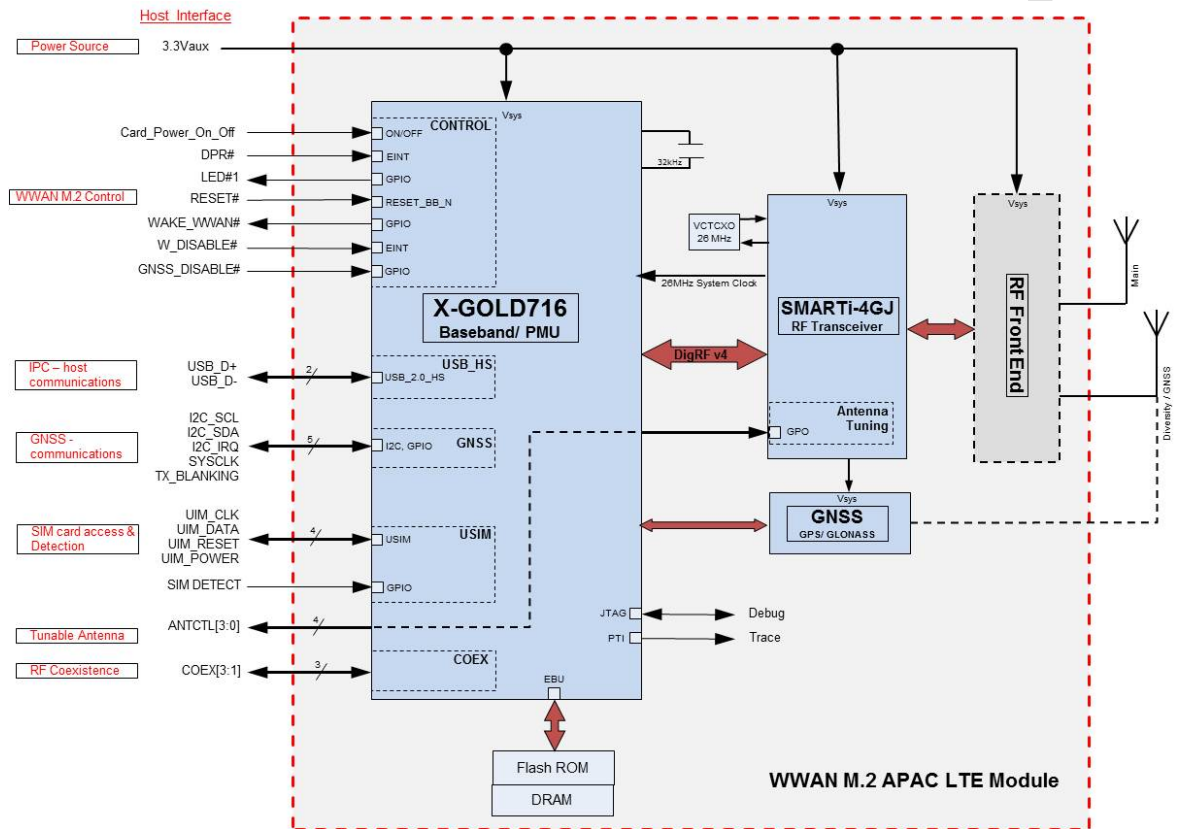 Host Interface
Power Source
3.3Vaux
Vsys
CONTROL
Card_Power_On_Off
ON/OFF
DPR#
EINT
LED#1
GPIO
WWAN M.2 Control
RESET#
RESET_BB_N
WAKE_WWAN#
GPIO
W_DISABLE#
EINT
GNSS_DISABLE#
GPIO
32kHz
X-GOLD716
Baseband/ PMU
VCTCXO
26 MHz
26MHz System Clock
Vsys
SMARTi-4GJ
RF Transceiver
DigRF v4
Vsys
RF FrontEnd
Main
Diversity / GNSS
IPC – host
communications
USB_D+
USB_D-
2
USB_HS
USB_2.0_HS
Antenna
Tuning
GPO
GNSS -
communications
I2C_SCL
I2C_SDA
I2C_IRQ
SYSCLK
TX_BLANKING
5
GNSS
I2C, GPIO
Vsys
GNSS
GPS/ GLONASS
SIM card access &
Detection
UIM_CLK
UIM_DATA
UIM_RESET
UIM_POWER
4
USIM
USIM
SIM DETECT
GPIO
JTAG
Debug
PTI
Trace
Tunable Antenna
ANTCTL[3:0]
4
RF Coexistence
COEX[3:1]
3
COEX
EBU
Flash ROM
DRAM
WWAN M.2 APAC LTE Module